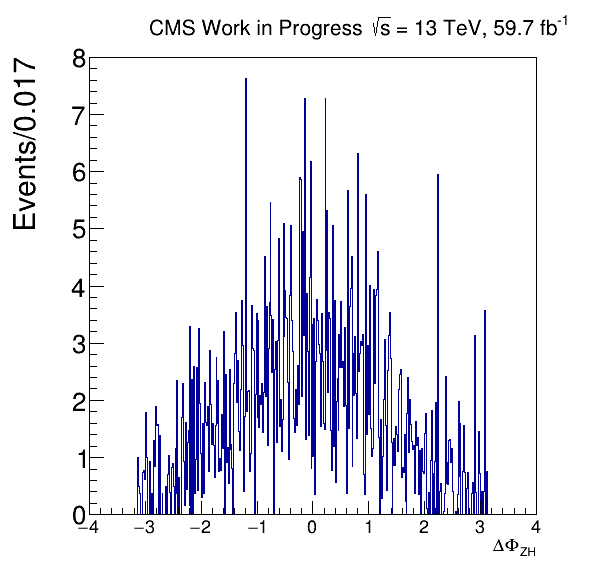 CMS Work in Progress √s = 13 TeV, 59.7 fb⁻¹
Events/0.017
8
7
6
5
4
3
2
1
0
−4 −3 −2 −1 0 1 2 3 4
ΔΦ_ZH